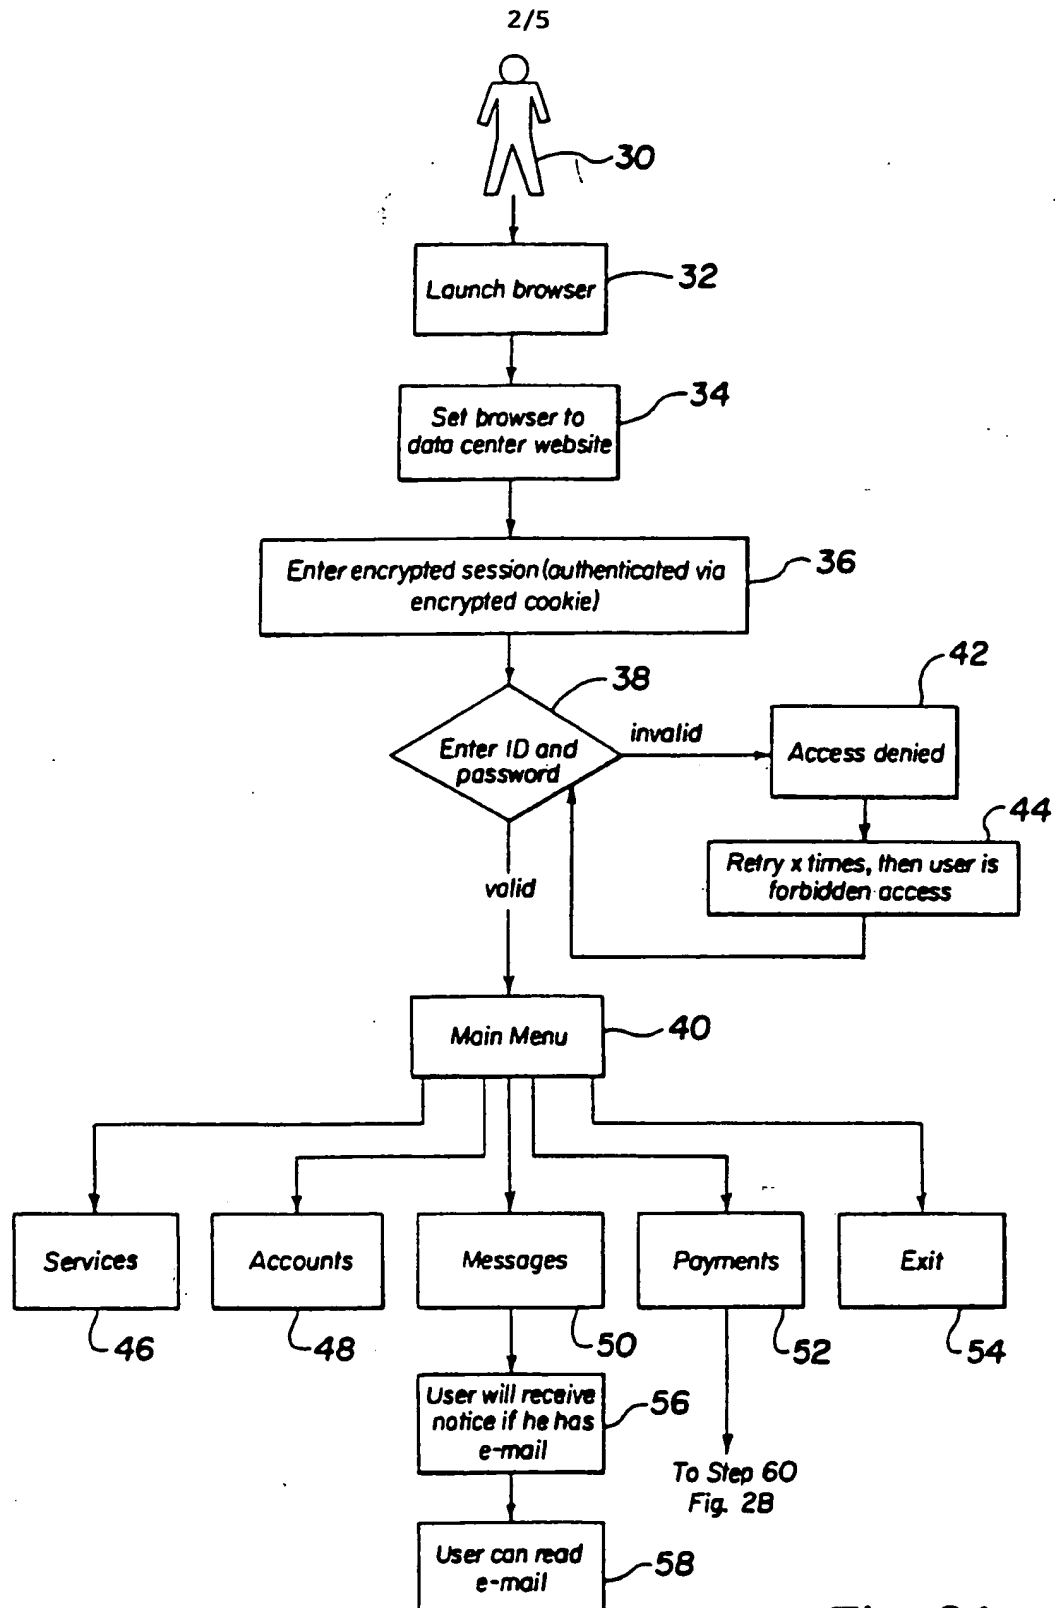 2/5
30
Launch browser
32
Set browser to
data center website
34
Enter encrypted session (authenticated via
encrypted cookie)
36
38
Enter ID and
password
invalid
42
Access denied
44
Retry x times, then user is
forbidden access
valid
Main Menu
40
Services
Accounts
Messages
Payments
Exit
46
48
50
52
54
User will receive
notice if he has
e-mail
56
To Step 60
Fig. 2B
User can read
e-mail
58